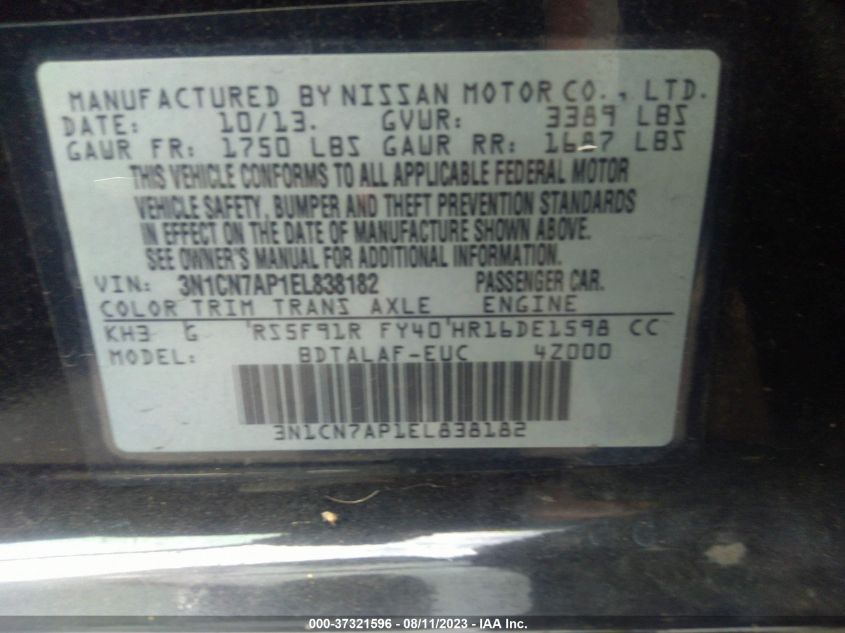 MANUFACTURED BY NISSAN MOTOR CO., LTD.
DATE: 10/13. GVWR: 3389 LBS
GAWR FR: 1750 LBS GAWR RR: 1687 LBS
THIS VEHICLE CONFORMS TO ALL APPLICABLE FEDERAL MOTOR
VEHICLE SAFETY, BUMPER AND THEFT PREVENTION STANDARDS
IN EFFECT ON THE DATE OF MANUFACTURE SHOWN ABOVE.
SEE OWNER'S MANUAL FOR ADDITIONAL INFORMATION.
VIN: 3N1CN7AP1EL838182 PASSENGER CAR.
COLOR TRIM TRANS AXLE ENGINE
KH3 G RS5F91R FY40 HR16DE1598 CC
MODEL: BDTALAF-EUC 4Z000
3N1CN7AP1EL838182
000-37321596 - 08/11/2023 - IAA Inc.